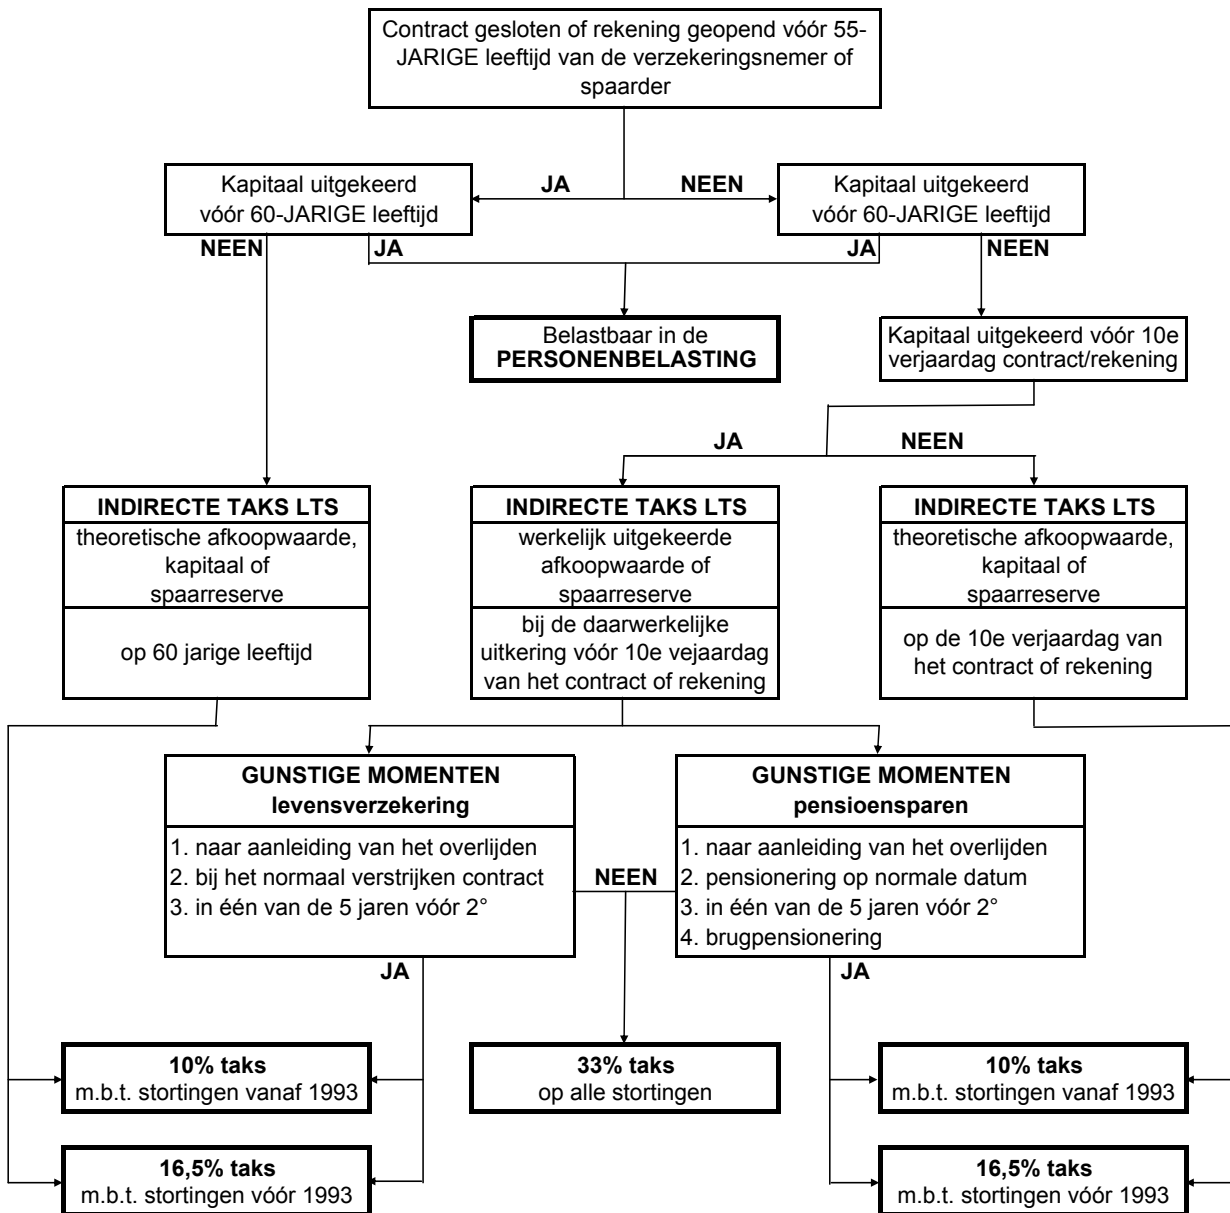 Contract gesloten of rekening geopend vóór 55-
JARIGE leeftijd van de verzekeringsnemer of
spaarder
Kapitaal uitgekeerd
vóór 60-JARIGE leeftijd
JA
NEEN
Kapitaal uitgekeerd
vóór 60-JARIGE leeftijd
NEEN
JA
JA
NEEN
Belastbaar in de
PERSONENBELASTING
Kapitaal uitgekeerd vóór 10e
verjaardag contract/rekening
JA
NEEN
INDIRECTE TAKS LTS
theoretische afkoopwaarde,
kapitaal of
spaarreserve
op 60 jarige leeftijd
INDIRECTE TAKS LTS
werkelijk uitgekeerde
afkoopwaarde of
spaarreserve
bij de daarwerkelijke
uitkering vóór 10e vejaardag
van het contract of rekening
INDIRECTE TAKS LTS
theoretische afkoopwaarde,
kapitaal of
spaarreserve
op de 10e verjaardag van
het contract of rekening
GUNSTIGE MOMENTEN
levensverzekering
1. naar aanleiding van het overlijden
2. bij het normaal verstrijken contract
3. in één van de 5 jaren vóór 2°
NEEN
GUNSTIGE MOMENTEN
pensioensparen
1. naar aanleiding van het overlijden
2. pensionering op normale datum
3. in één van de 5 jaren vóór 2°
4. brugpensionering
JA
JA
10% taks
m.b.t. stortingen vanaf 1993
33% taks
op alle stortingen
10% taks
m.b.t. stortingen vanaf 1993
16,5% taks
m.b.t. stortingen vóór 1993
16,5% taks
m.b.t. stortingen vóór 1993